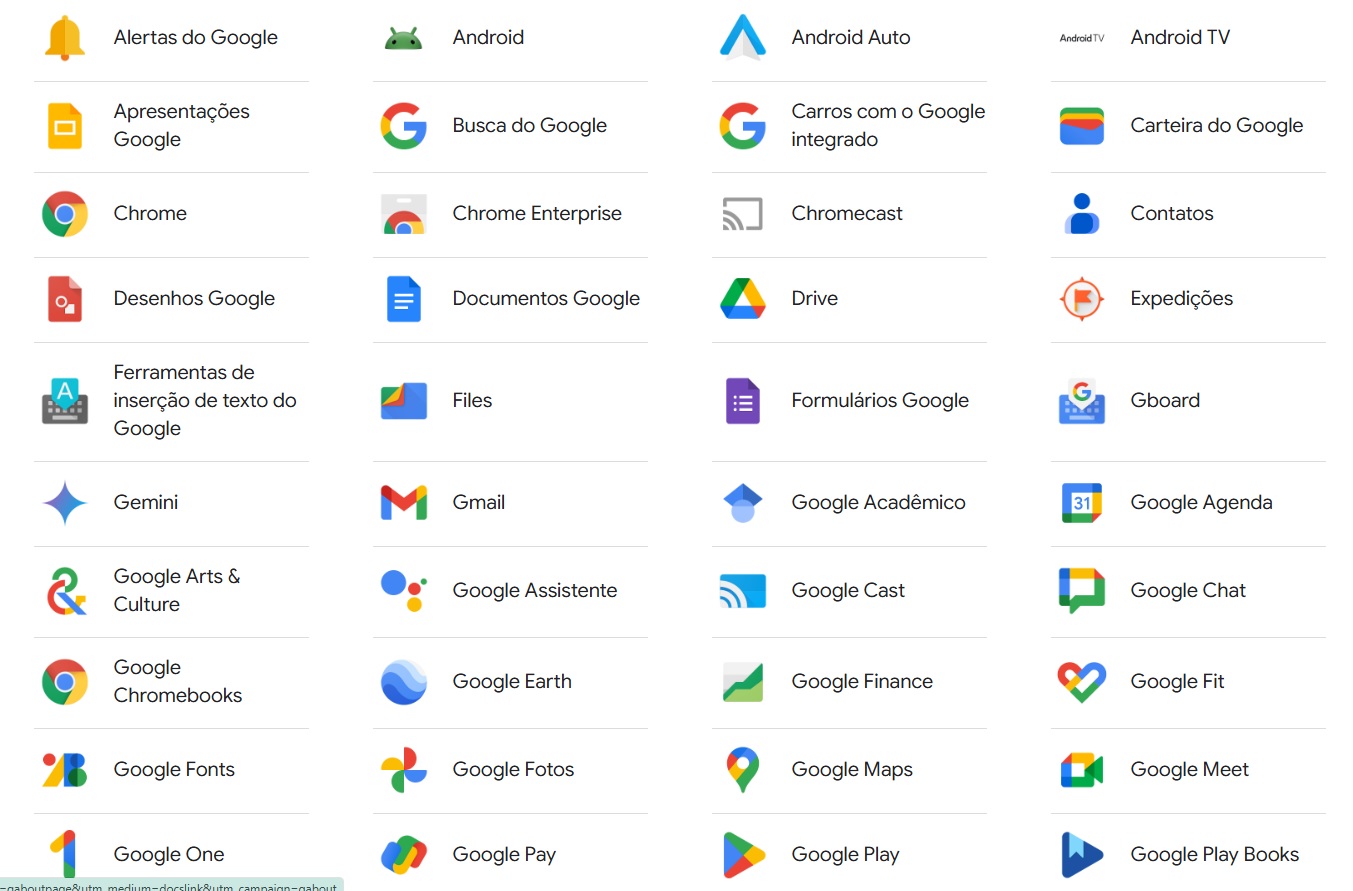 Alertas do Google
Android
Android Auto
AndroidTV
Android TV
Apresentações
Google
Busca do Google
Carros com o Google
integrado
Carteira do Google
Chrome
Chrome Enterprise
Chromecast
Contatos
Desenhos Google
Documentos Google
Drive
Expedições
A
Ferramentas de
inserção de texto do
Google
Files
Formulários Google
G
Gboard
Gemini
Gmail
Google Acadêmico
31
Google Agenda
Google Arts &
Culture
Google Assistente
Google Cast
Google Chat
Google
Chromebooks
Google Earth
Google Finance
Google Fit
Google Fonts
Google Fotos
Google Maps
Google Meet
Google One
Google Pay
Google Play
Google Play Books
=gaboutpage&utm_medium=docslink&utm_campaign=gabout